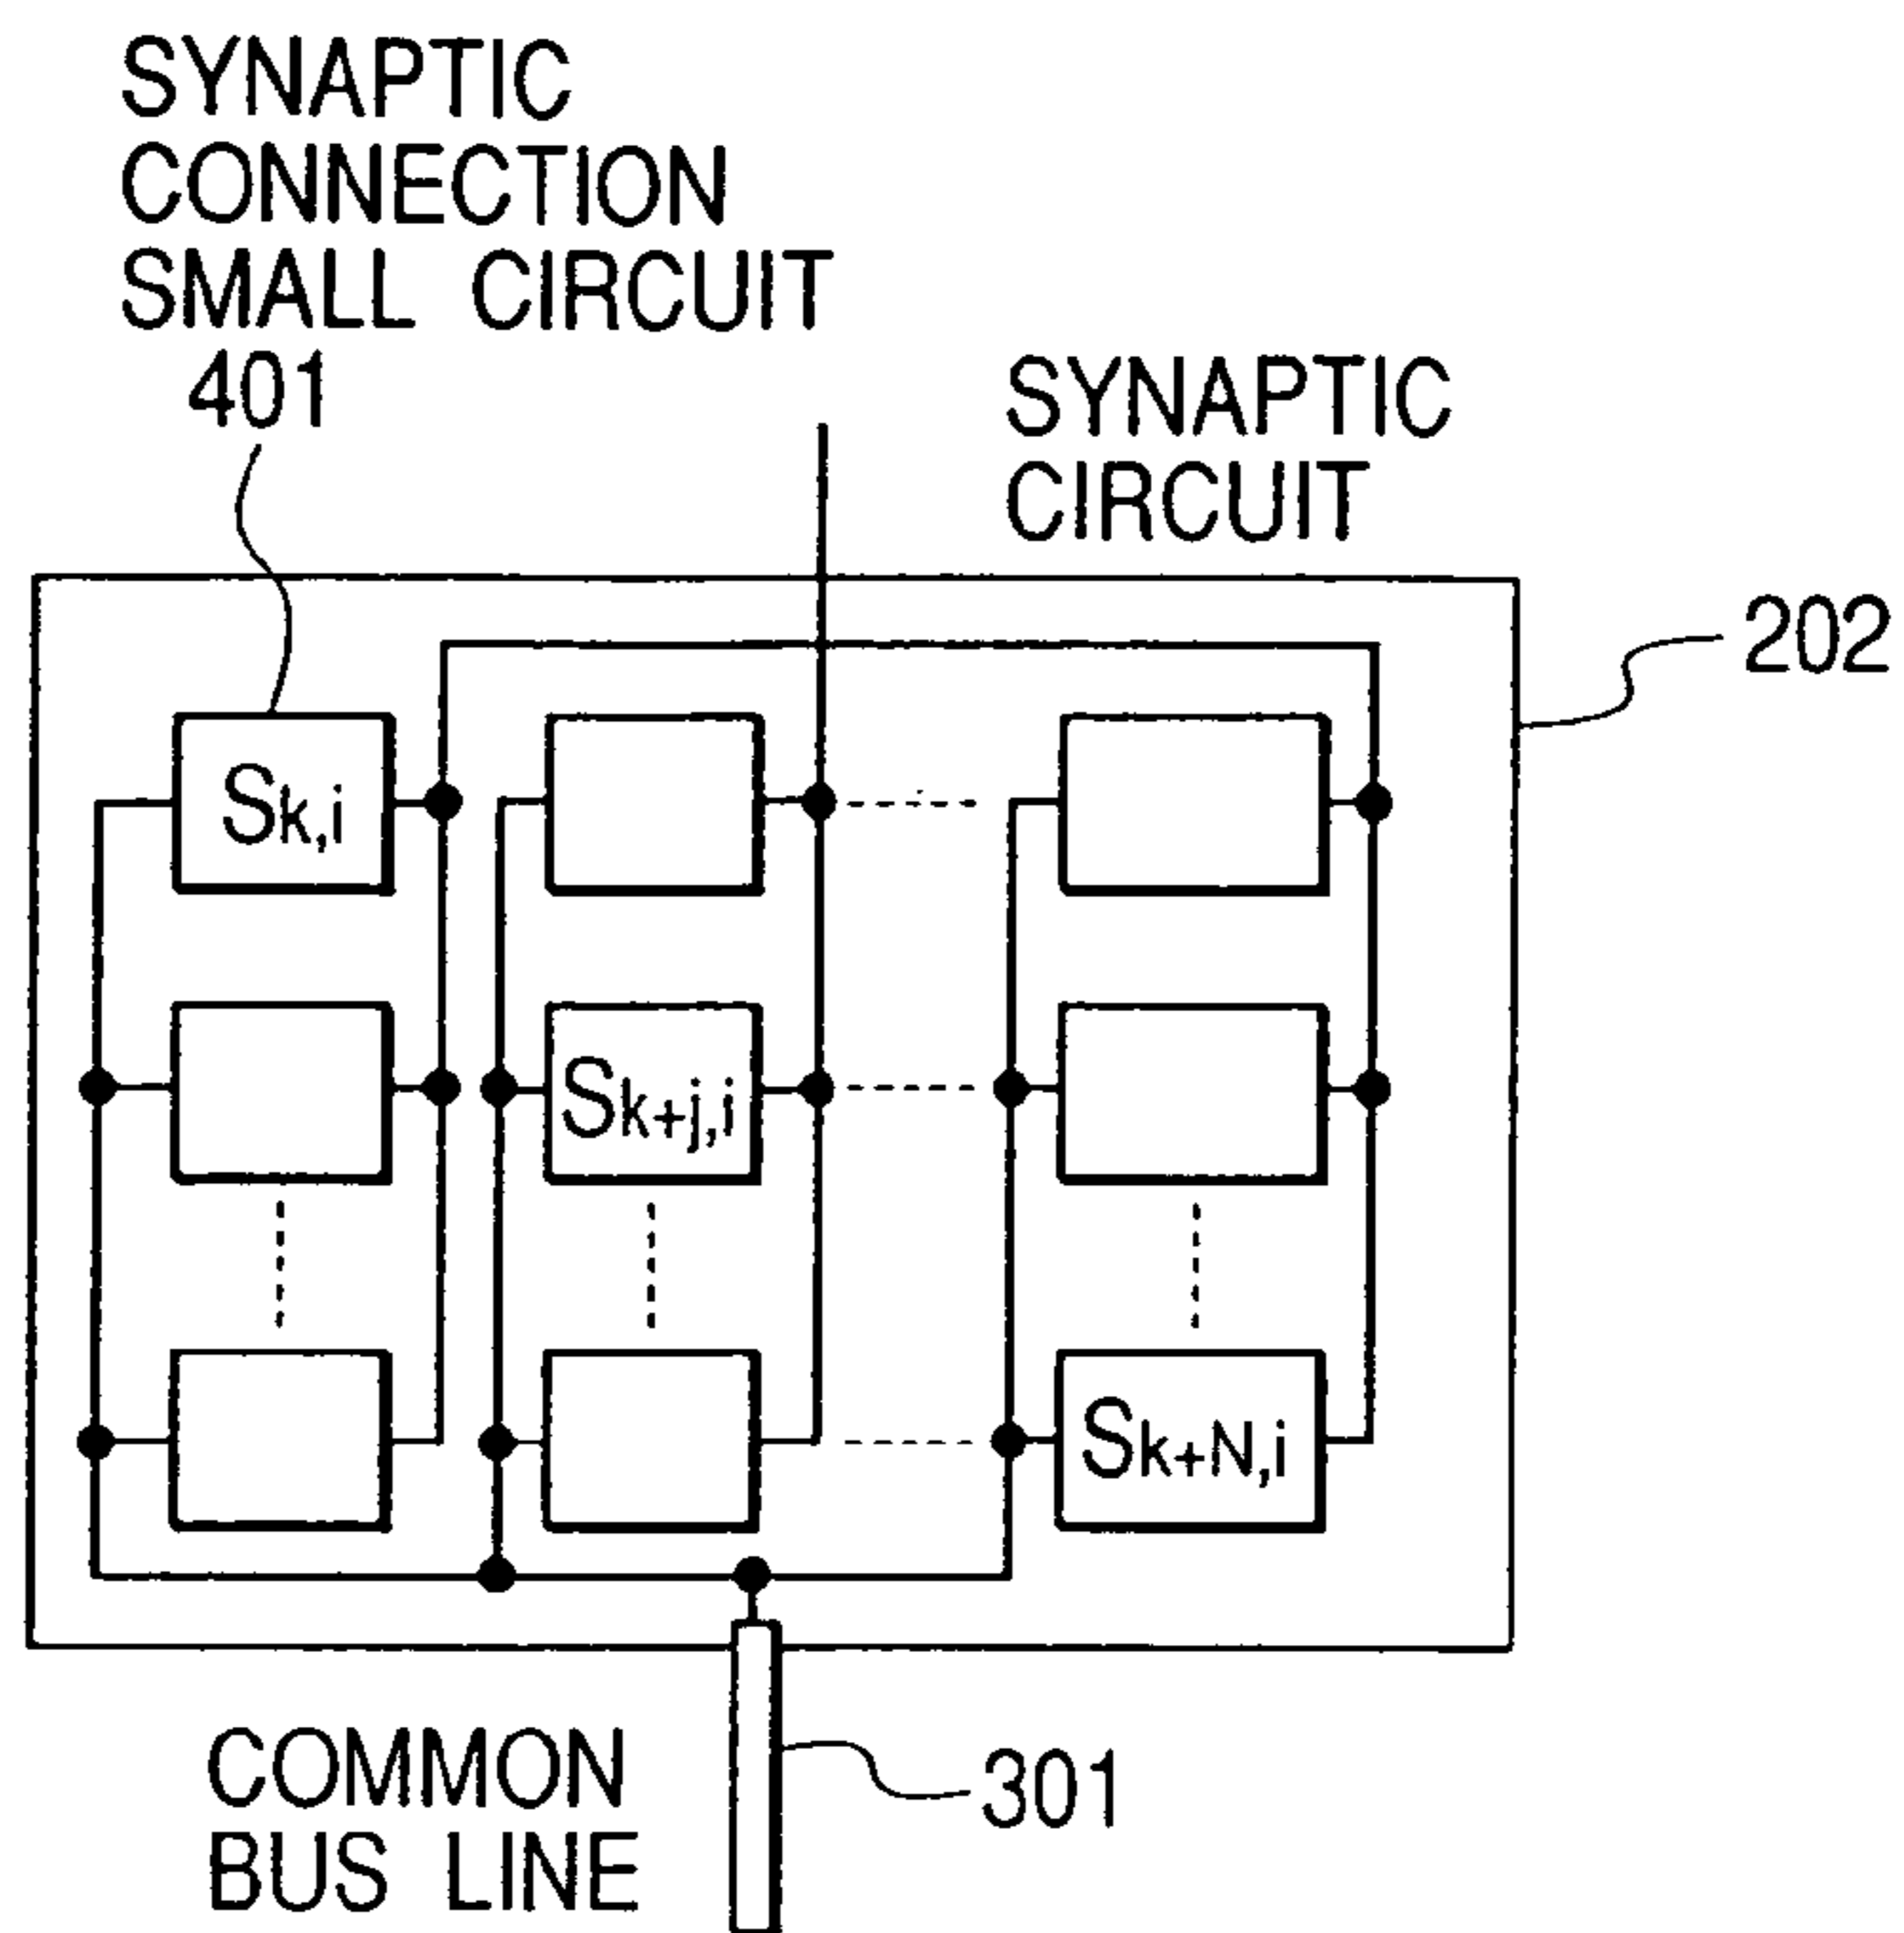 SYNAPTIC
CONNECTION
SMALL CIRCUIT
401
SYNAPTIC
CIRCUIT
202
Sk,i
Sk+j,i
Sk+N,i
COMMON
BUS LINE
301